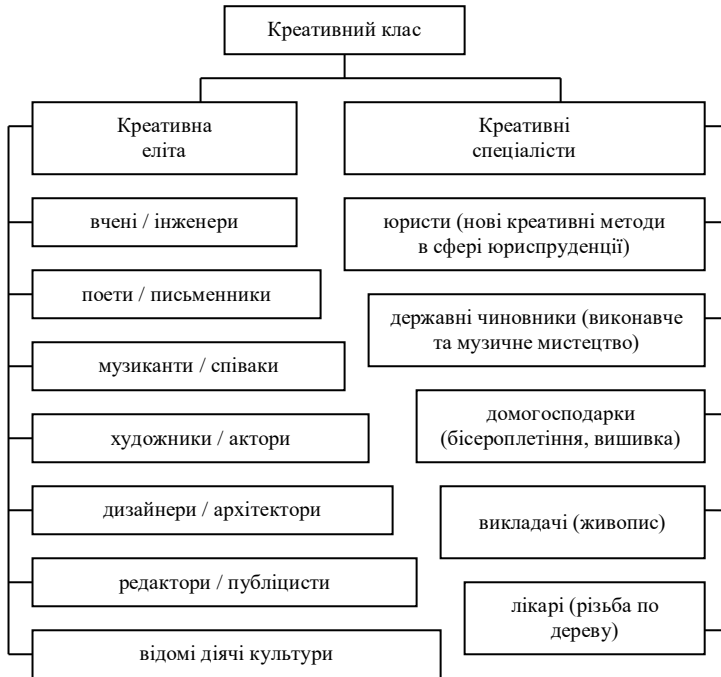 Креативний клас
Креативна
еліта
вчені / інженери
поети / письменники
музиканти / співаки
художники / актори
дизайнери / архітектори
редактори / публіцисти
відомі діячі культури
Креативні
спеціалісти
юристи (нові креативні методи
в сфері юриспруденції)
державні чиновники (виконавче
та музичне мистецтво)
домогосподарки
(бісероплетіння, вишивка)
викладачі (живопис)
лікарі (різьба по
дереву)